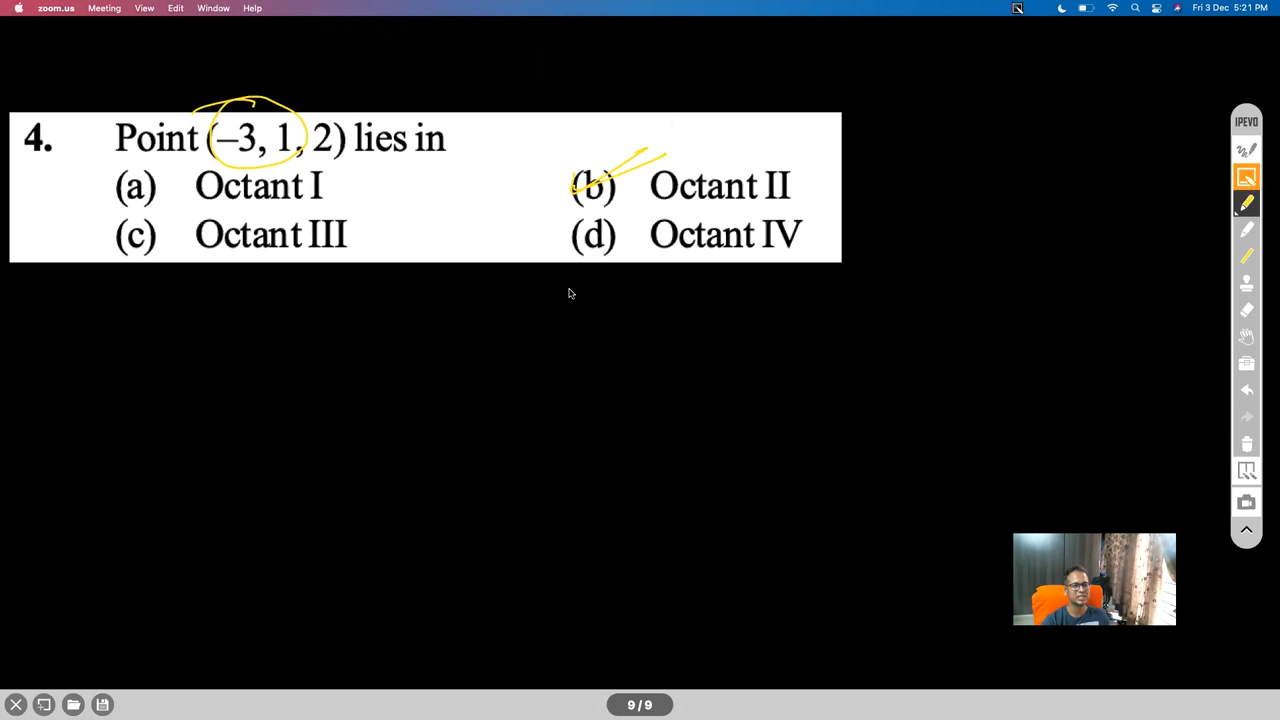 zoom.us Meeting View Edit Window Help Fri 3 Dec 5:21 PM
4. Point (–3, 1, 2) lies in
(a) Octant I (b) Octant II
(c) Octant III (d) Octant IV
IPEVO
9 / 9